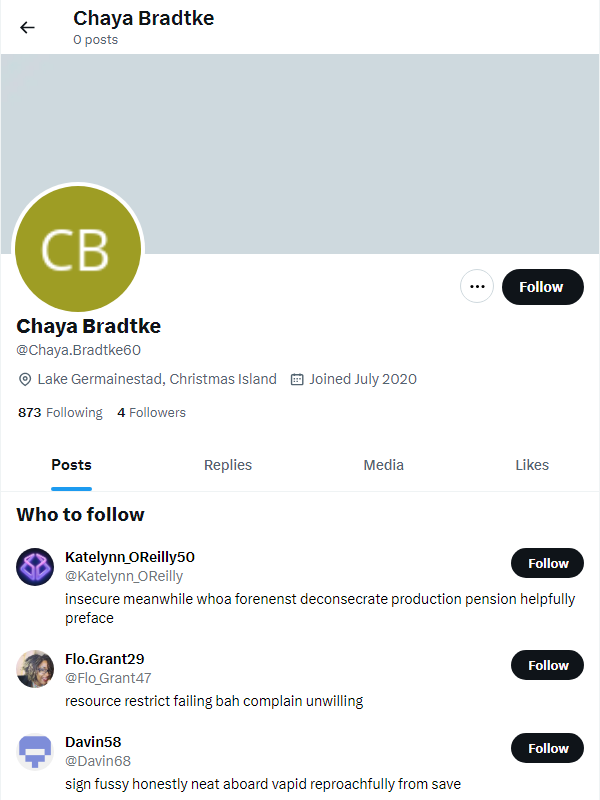 Chaya Bradtke
0 posts
CB
Follow
Chaya Bradtke
@Chaya.Bradtke60
Lake Germainestad, Christmas Island Joined July 2020
873 Following 4 Followers
Posts Replies Media Likes
Who to follow
Katelynn_OReilly50
@Katelynn_OReilly
Follow
insecure meanwhile whoa forenenst deconsecrate production pension helpfully
preface
Flo.Grant29
@Flo_Grant47
Follow
resource restrict failing bah complain unwilling
Davin58
@Davin68
Follow
sign fussy honestly neat aboard vapid reproachfully from save